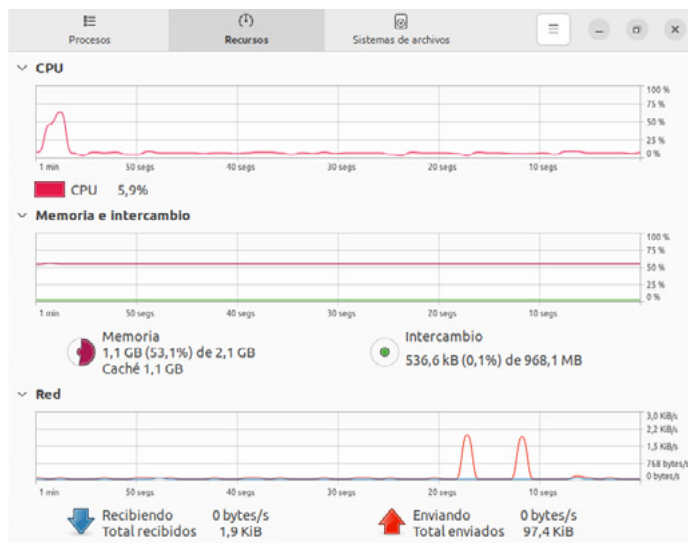 Procesos
Recursos
Sistemas de archivos
CPU
100 %
75 %
50 %
25 %
0 %
1 min 50 segs 40 segs 30 segs 20 segs 10 segs
CPU 5,9%
Memoria e intercambio
100 %
75 %
50 %
25 %
0 %
1 min 50 segs 40 segs 30 segs 20 segs 10 segs
Memoria
1,1 GB (53,1%) de 2,1 GB
Caché 1,1 GB
Intercambio
536,6 kB (0,1%) de 968,1 MB
Red
3,0 KiB/s
2,2 KiB/s
1,5 KiB/s
768 bytes/s
0 bytes/s
1 min 50 segs 40 segs 30 segs 20 segs 10 segs
Recibiendo 0 bytes/s
Total recibidos 1,9 KiB
Enviando 0 bytes/s
Total enviados 97,4 KiB